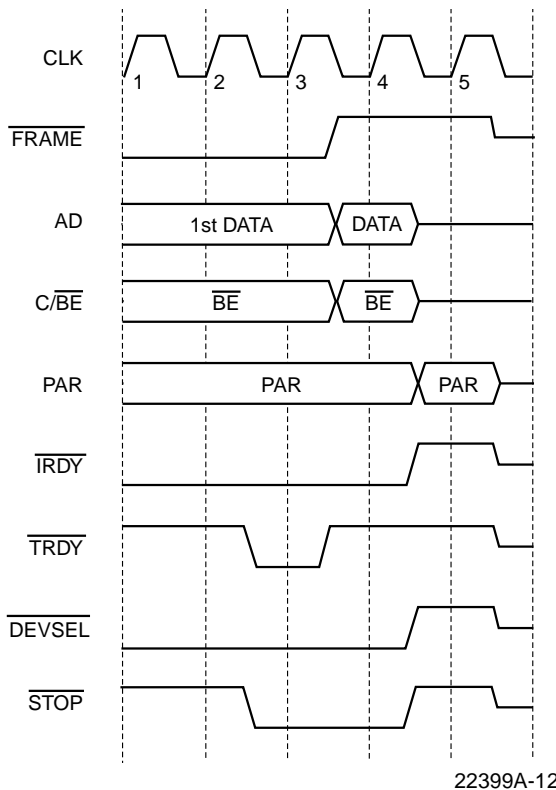 CLK
1 2 3 4 5
FRAME
AD 1st DATA DATA
C/BE BE BE
PAR PAR PAR
IRDY
TRDY
DEVSEL
STOP
22399A-12